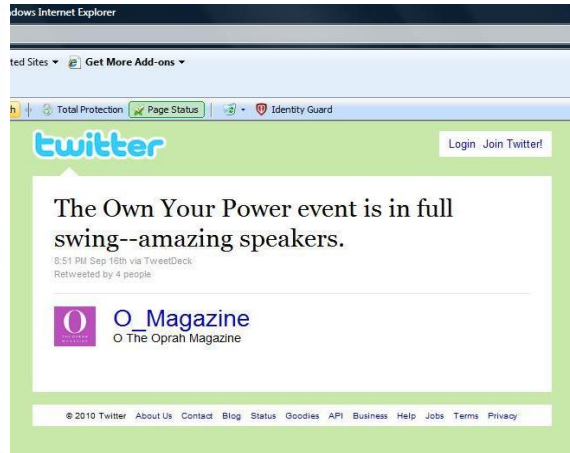 dows Internet Explorer
ted Sites Get More Add-ons
h Total Protection Page Status Identity Guard
twitter
Login Join Twitter!
The Own Your Power event is in full
swing--amazing speakers.
8:51 PM Sep 16th via TweetDeck
Retweeted by 4 people
O
THE OPRAH
MAGAZINE
O_Magazine
O The Oprah Magazine
© 2010 Twitter About Us Contact Blog Status Goodies API Business Help Jobs Terms Privacy